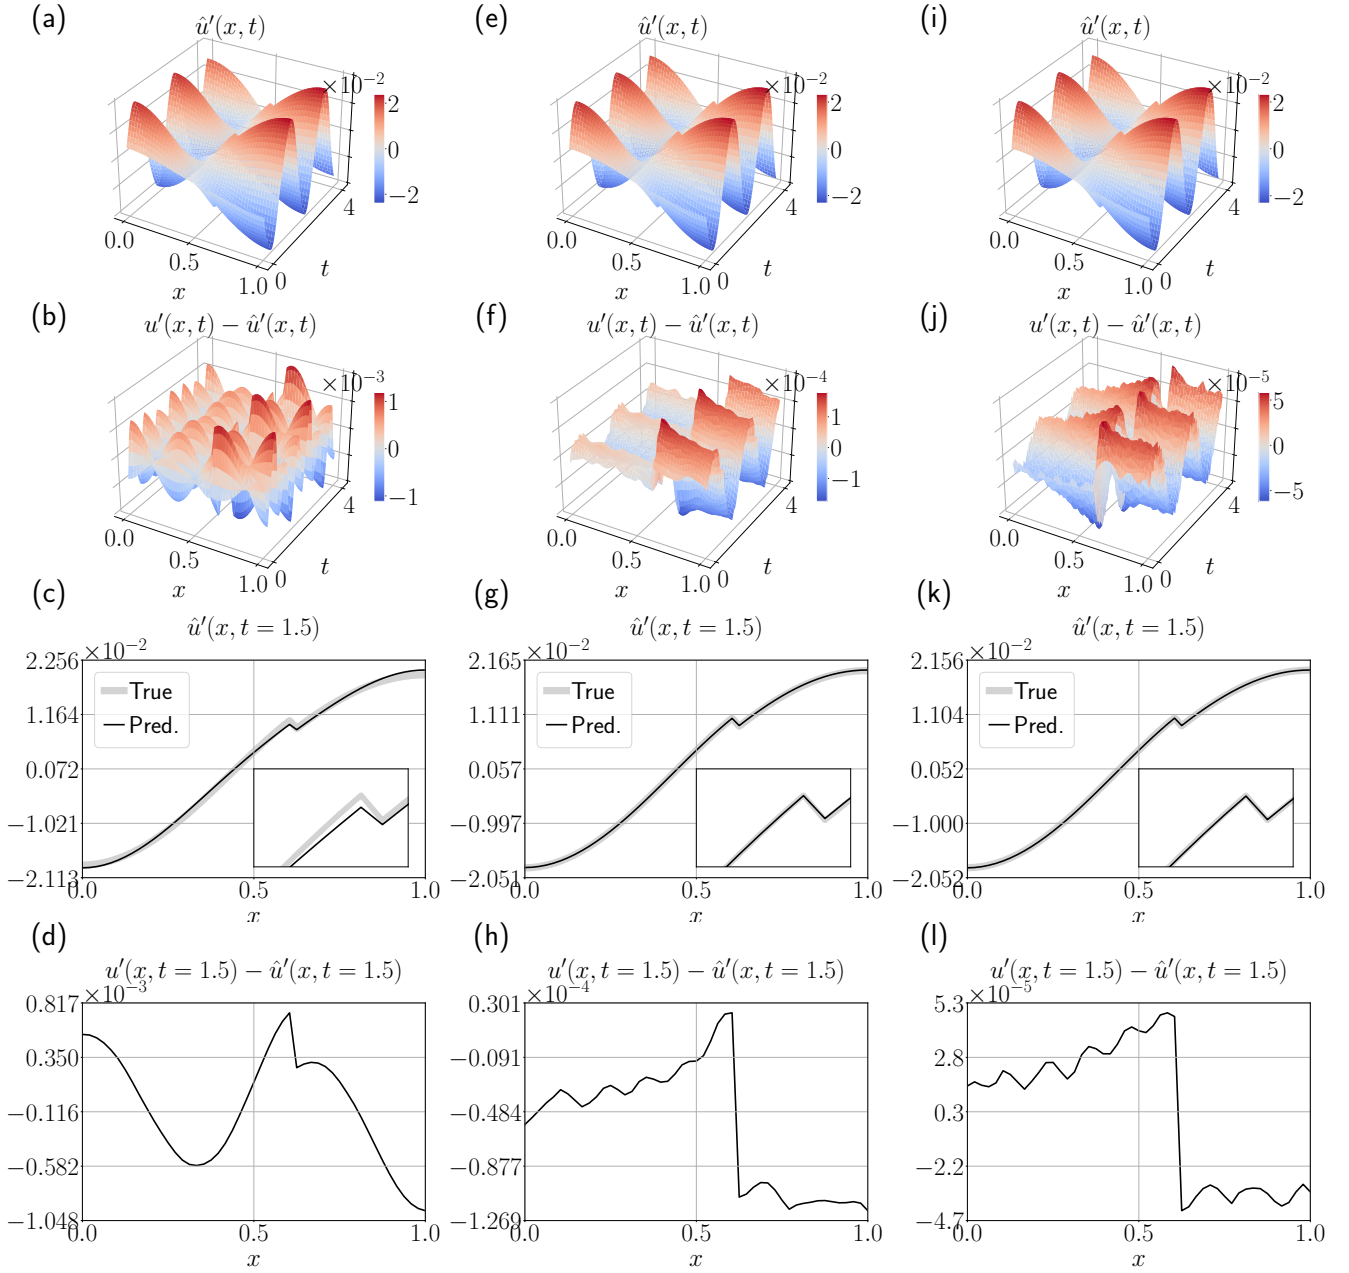 (a)
û′(x, t)
×10⁻²
2
0
−2
0.0
0.5
1.0
x
0
4
t
(e)
û′(x, t)
×10⁻²
2
0
−2
0.0
0.5
1.0
x
0
4
t
(i)
û′(x, t)
×10⁻²
2
0
−2
0.0
0.5
1.0
x
0
4
t
(b)
u′(x, t) − û′(x, t)
×10⁻³
1
0
−1
0.0
0.5
1.0
x
0
4
t
(f)
u′(x, t) − û′(x, t)
×10⁻⁴
1
0
−1
0.0
0.5
1.0
x
0
4
t
(j)
u′(x, t) − û′(x, t)
×10⁻⁵
5
0
−5
0.0
0.5
1.0
x
0
4
t
(c)
û′(x, t = 1.5)
×10⁻²
2.256
1.164
0.072
−1.021
−2.113
True
Pred.
0.0
0.5
1.0
x
(g)
û′(x, t = 1.5)
×10⁻²
2.165
1.111
0.057
−0.997
−2.051
True
Pred.
0.0
0.5
1.0
x
(k)
û′(x, t = 1.5)
×10⁻²
2.156
1.104
0.052
−1.000
−2.052
True
Pred.
0.0
0.5
1.0
x
(d)
u′(x, t = 1.5) − û′(x, t = 1.5)
×10⁻³
0.817
0.350
−0.116
−0.582
−1.048
0.0
0.5
1.0
x
(h)
u′(x, t = 1.5) − û′(x, t = 1.5)
×10⁻⁴
0.301
−0.091
−0.484
−0.877
−1.269
0.0
0.5
1.0
x
(l)
u′(x, t = 1.5) − û′(x, t = 1.5)
×10⁻⁵
5.3
2.8
0.3
−2.2
−4.7
0.0
0.5
1.0
x